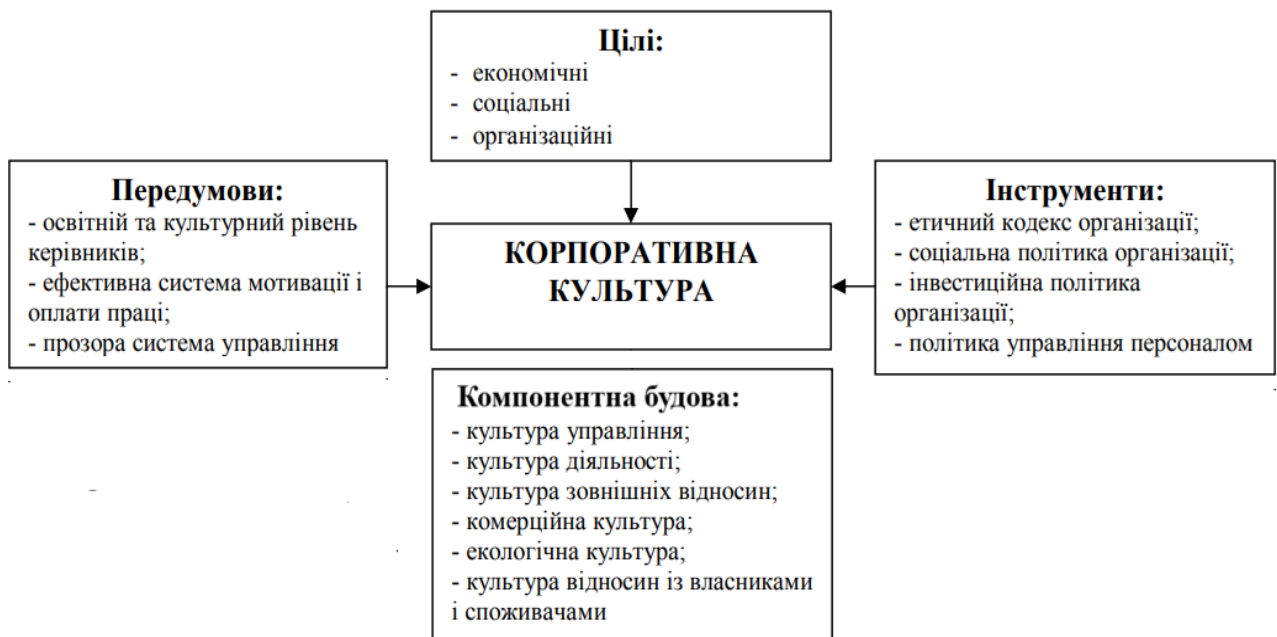 Цілі:
- економічні
- соціальні
- організаційні
Передумови:
- освітній та культурний рівень
керівників;
- ефективна система мотивації і
оплати праці;
- прозора система управління
КОРПОРАТИВНА
КУЛЬТУРА
Інструменти:
- етичний кодекс організації;
- соціальна політика організації;
- інвестиційна політика
організації;
- політика управління персоналом
Компонентна будова:
- культура управління;
- культура діяльності;
- культура зовнішніх відносин;
- комерційна культура;
- екологічна культура;
- культура відносин із власниками
і споживачами